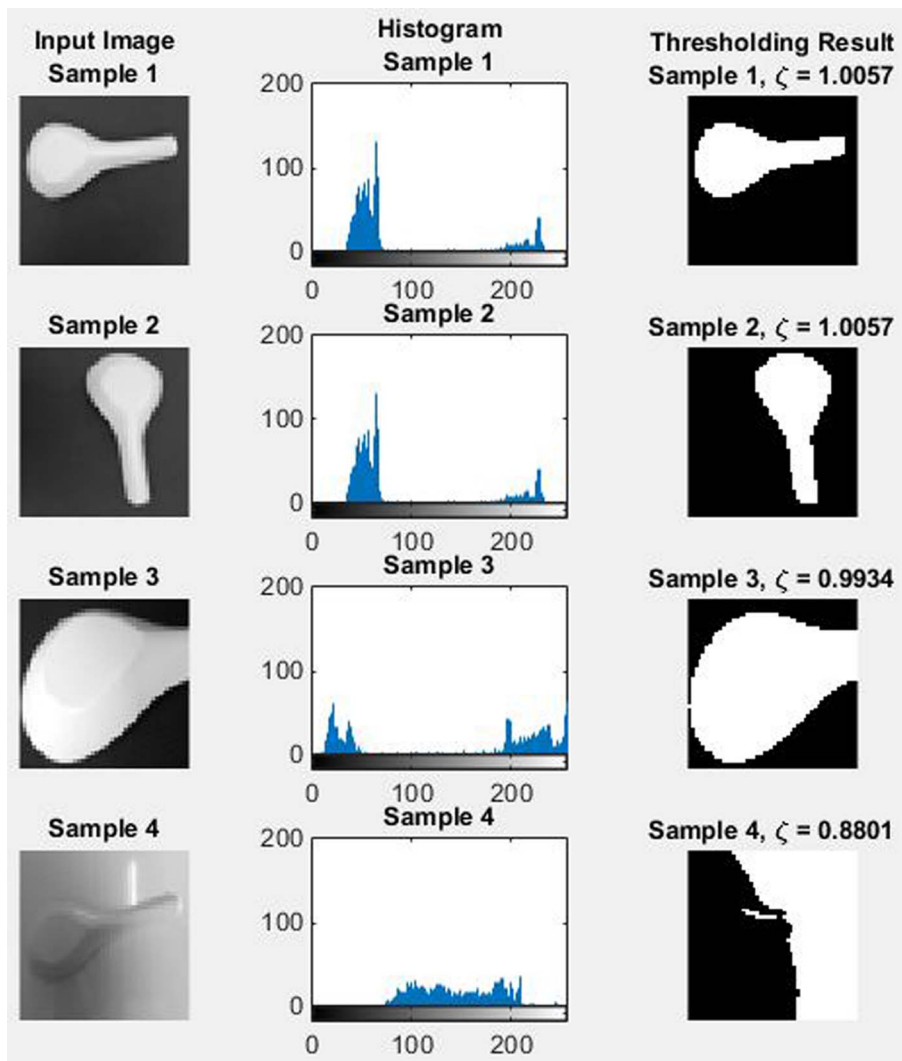 Input Image
Sample 1
Histogram
Sample 1
Thresholding Result
Sample 1, ζ = 1.0057
200
100
0
0 100 200
Sample 2
Sample 2
Sample 2, ζ = 1.0057
200
100
0
0 100 200
Sample 3
Sample 3
Sample 3, ζ = 0.9934
200
100
0
0 100 200
Sample 4
Sample 4
Sample 4, ζ = 0.8801
200
100
0
0 100 200